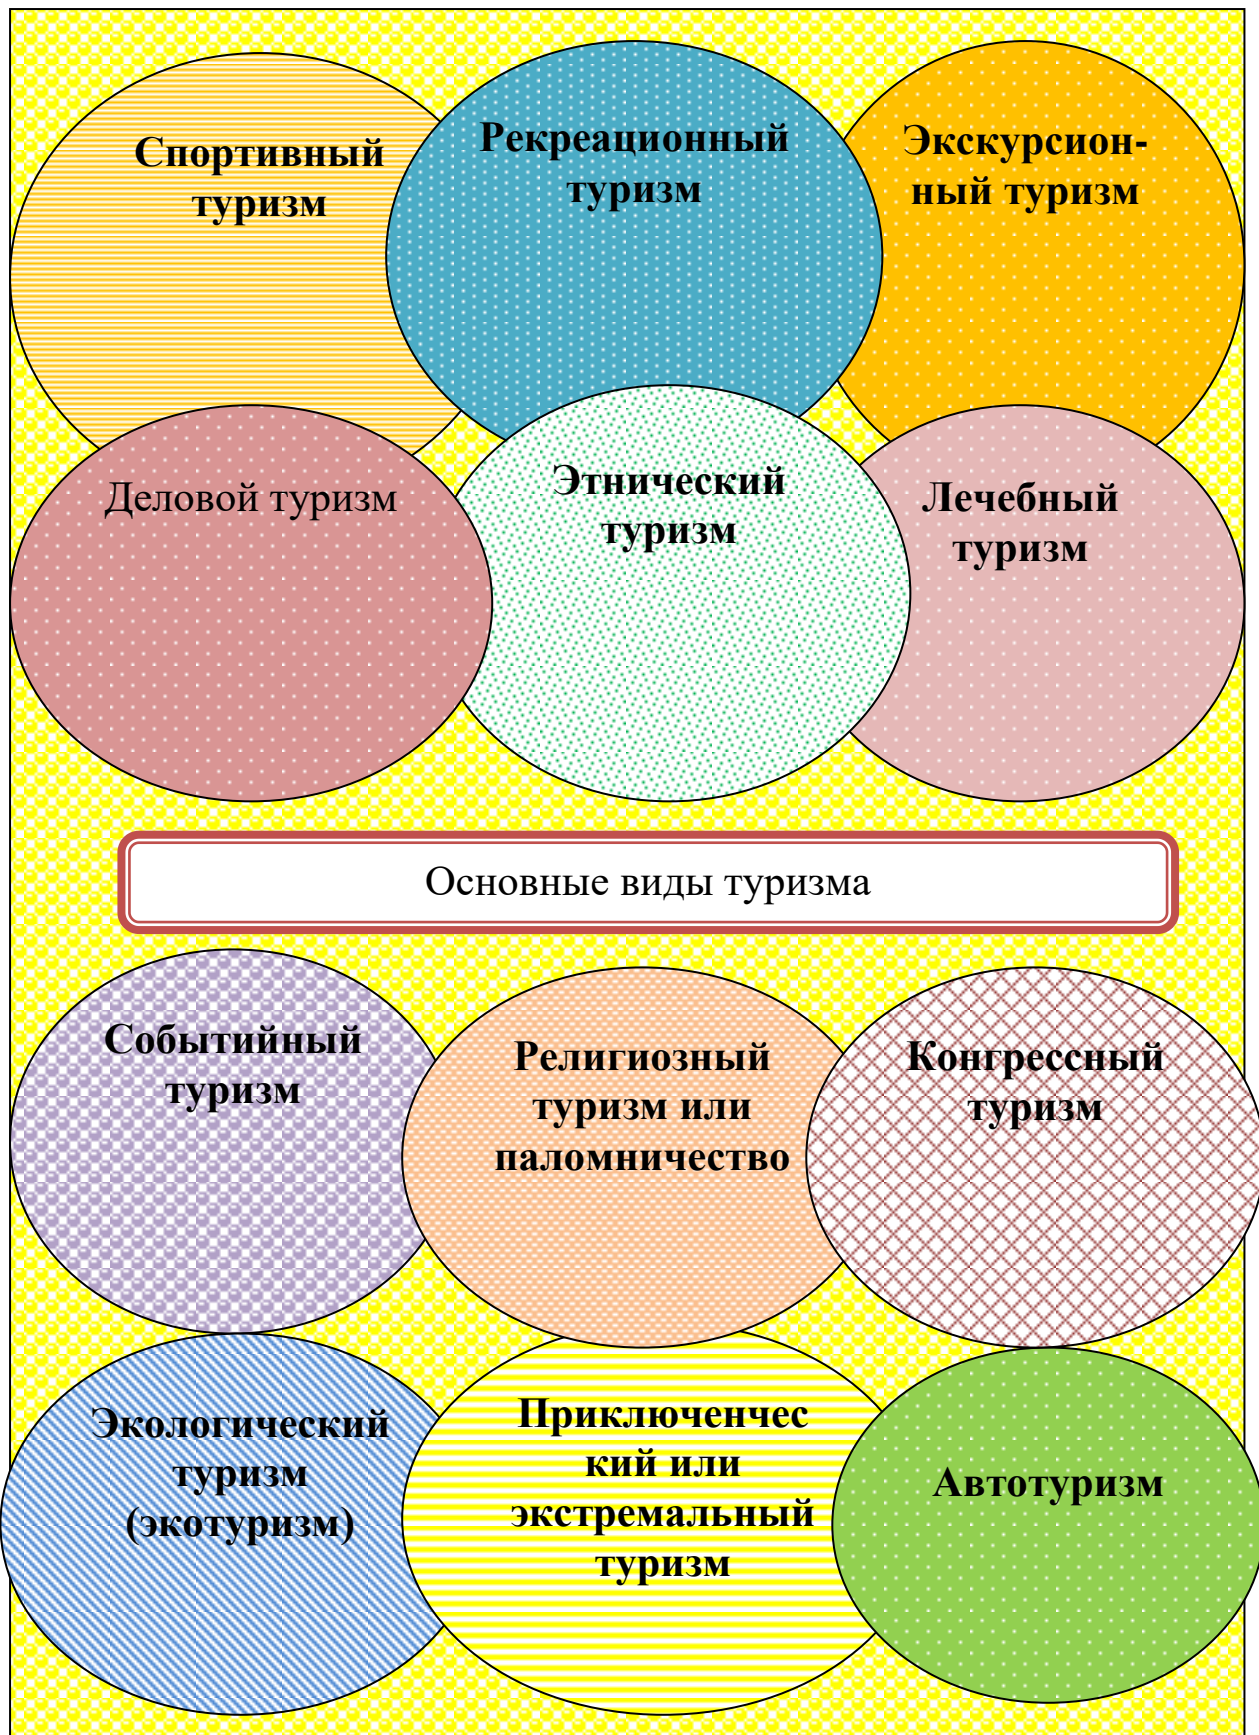 Спортивный
туризм
Рекреационный
туризм
Экскурсион-
ный туризм
Деловой туризм
Этнический
туризм
Лечебный
туризм
Основные виды туризма
Событийный
туризм
Религиозный
туризм или
паломничество
Конгрессный
туризм
Экологический
туризм
(экотуризм)
Приключенчес
кий или
экстремальный
туризм
Автотуризм